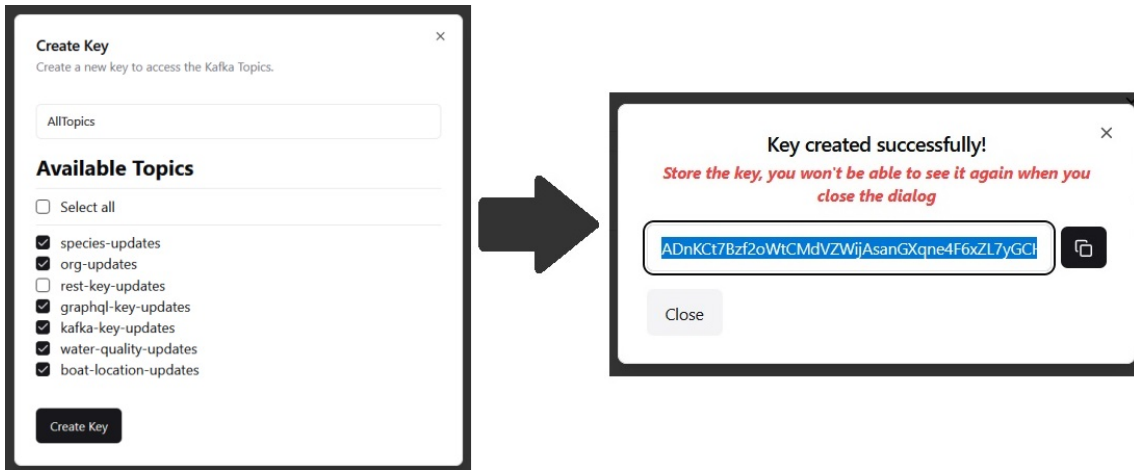 Create Key
Create a new key to access the Kafka Topics.
AllTopics
Available Topics
Select all
species-updates
org-updates
rest-key-updates
graphql-key-updates
kafka-key-updates
water-quality-updates
boat-location-updates
Create Key
Key created successfully!
Store the key, you won't be able to see it again when you
close the dialog
ADnKCt7Bzf2oWtCMdVZWijAsanGXqne4F6xZL7yGCH
Close